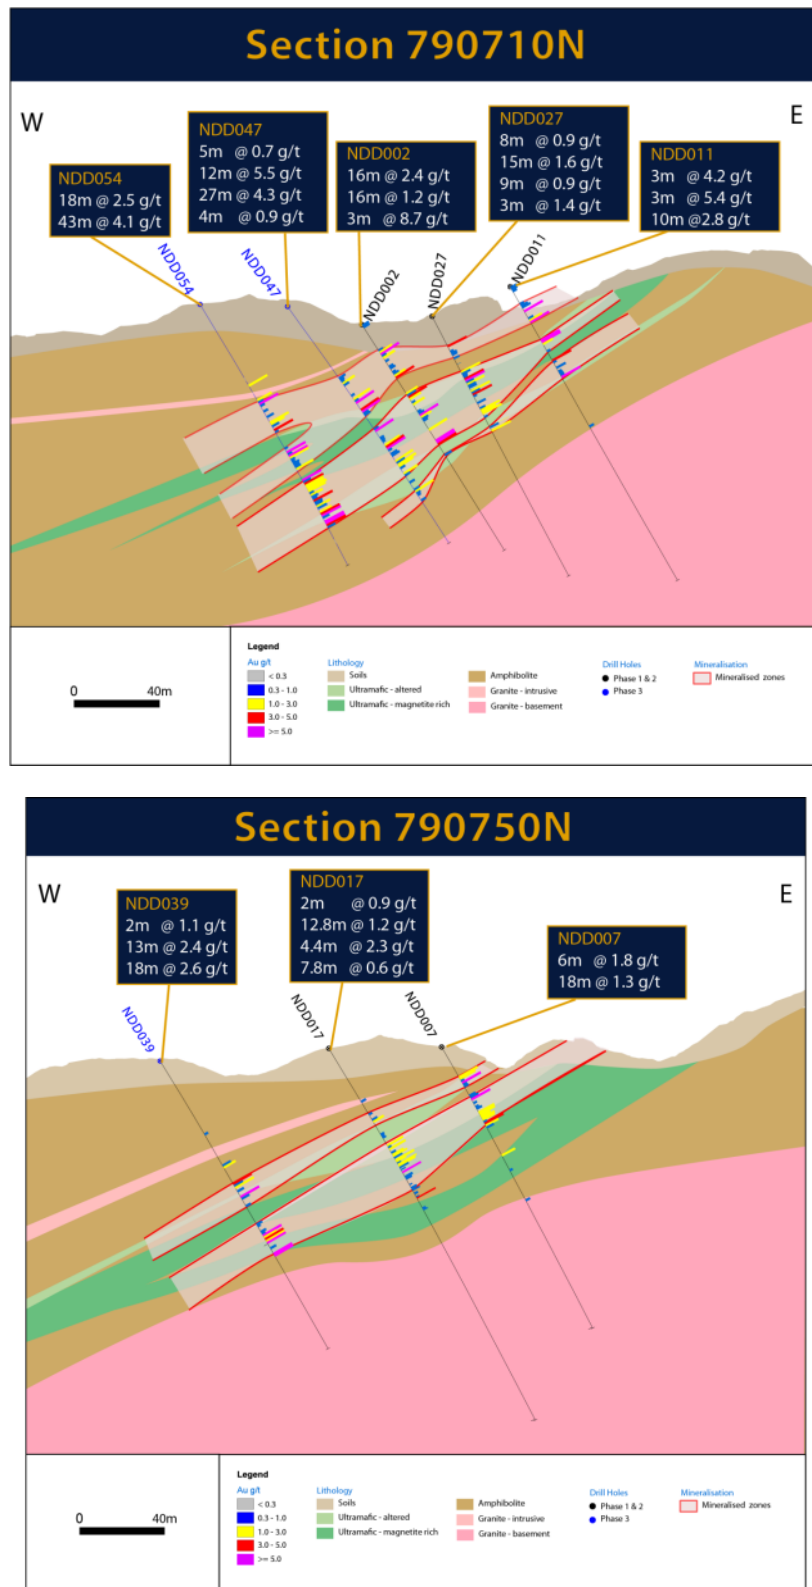 Section 790710N
W
E
NDD054
18m @ 2.5 g/t
43m @ 4.1 g/t
NDD047
5m @ 0.7 g/t
12m @ 5.5 g/t
27m @ 4.3 g/t
4m @ 0.9 g/t
NDD002
16m @ 2.4 g/t
16m @ 1.2 g/t
3m @ 8.7 g/t
NDD027
8m @ 0.9 g/t
15m @ 1.6 g/t
9m @ 0.9 g/t
3m @ 1.4 g/t
NDD011
3m @ 4.2 g/t
3m @ 5.4 g/t
10m @2.8 g/t
NDD054
NDD047
NDD002
NDD027
NDD011
0 40m
Legend
Au g/t
< 0.3
0.3 - 1.0
1.0 - 3.0
3.0 - 5.0
>= 5.0
Lithology
Soils
Ultramafic - altered
Ultramafic - magnetite rich
Amphibolite
Granite - intrusive
Granite - basement
Drill Holes
Phase 1 & 2
Phase 3
Mineralisation
Mineralised zones
Section 790750N
W
E
NDD039
2m @ 1.1 g/t
13m @ 2.4 g/t
18m @ 2.6 g/t
NDD017
2m @ 0.9 g/t
12.8m @ 1.2 g/t
4.4m @ 2.3 g/t
7.8m @ 0.6 g/t
NDD007
6m @ 1.8 g/t
18m @ 1.3 g/t
NDD039
NDD017
NDD007
0 40m
Legend
Au g/t
< 0.3
0.3 - 1.0
1.0 - 3.0
3.0 - 5.0
>= 5.0
Lithology
Soils
Ultramafic - altered
Ultramafic - magnetite rich
Amphibolite
Granite - intrusive
Granite - basement
Drill Holes
Phase 1 & 2
Phase 3
Mineralisation
Mineralised zones